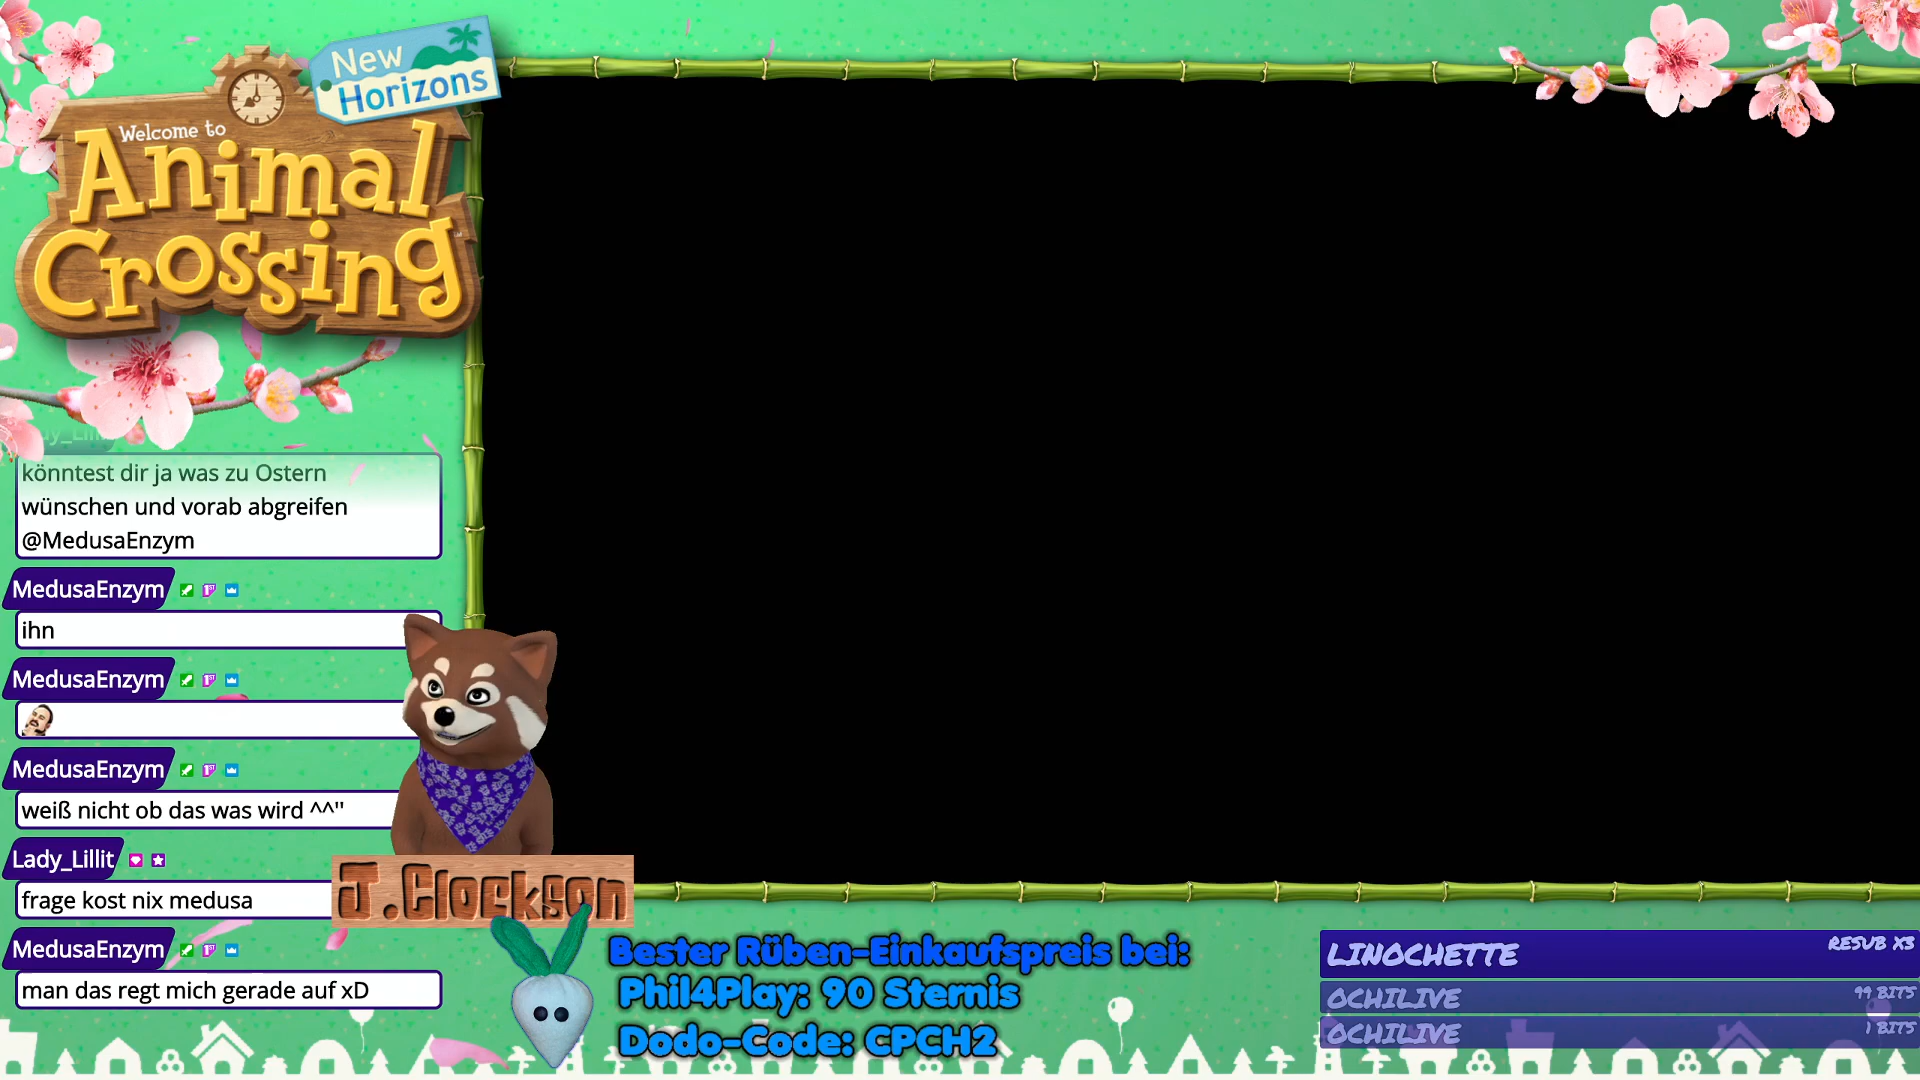 New
Horizons
Welcome to
Animal
Crossing
könntest dir ja was zu Ostern
wünschen und vorab abgreifen
@MedusaEnzym
MedusaEnzym
ihn
MedusaEnzym
MedusaEnzym
weiß nicht ob das was wird ^^"
Lady_Lillit
frage kost nix medusa
MedusaEnzym
man das regt mich gerade auf xD
J.Clockson
Bester Rüben-Einkaufspreis bei:
Phil4Play: 90 Sternis
Dodo-Code: CPCH2
LINOCHETTE RESUB X3
OCHILIVE 99 BITS
OCHILIVE 1 BITS